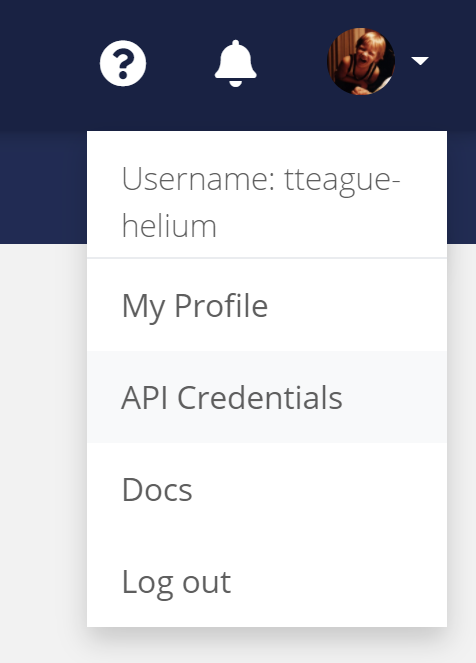 ?
Username: tteague-
helium
My Profile
API Credentials
Docs
Log out